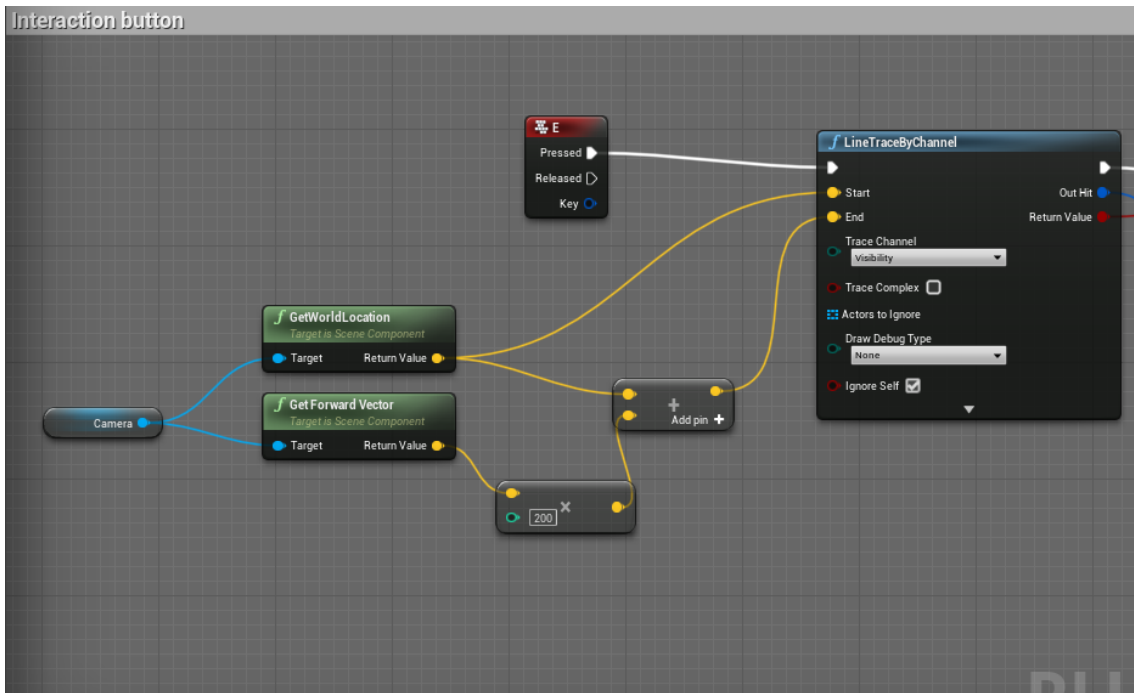 Interaction button
E
Pressed
Released
Key
LineTraceByChannel
Start
Out Hit
End
Return Value
Trace Channel
Visibility
Trace Complex
Actors to Ignore
Draw Debug Type
None
Ignore Self
GetWorldLocation
Target is Scene Component
Target
Return Value
Get Forward Vector
Target is Scene Component
Target
Return Value
Camera
+
Add pin +
×
200